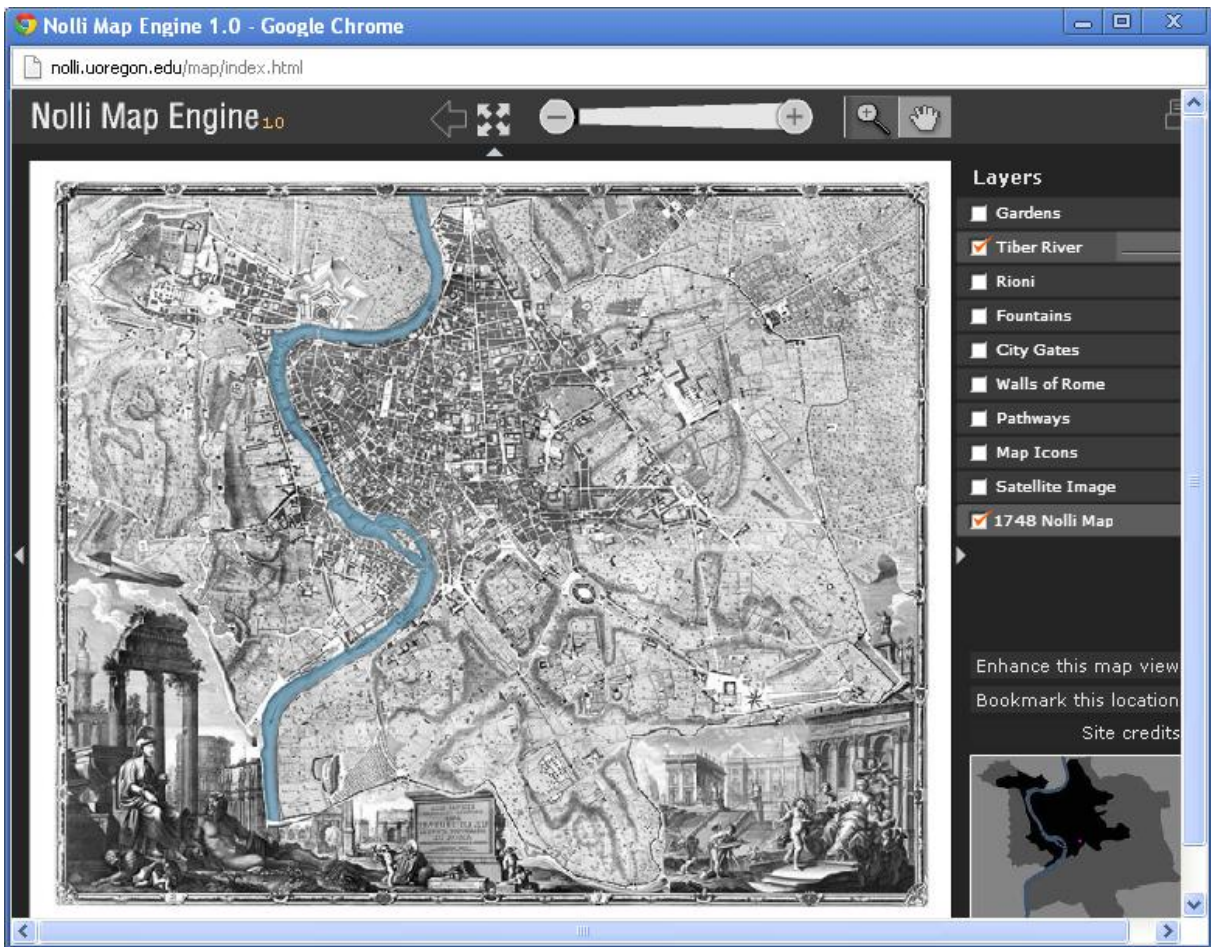 Nolli Map Engine 1.0 - Google Chrome
nolli.uoregon.edu/map/index.html
Nolli Map Engine 1.0
Layers
Gardens
Tiber River
Rioni
Fountains
City Gates
Walls of Rome
Pathways
Map Icons
Satellite Image
1748 Nolli Map
Enhance this map view
Bookmark this location
Site credits